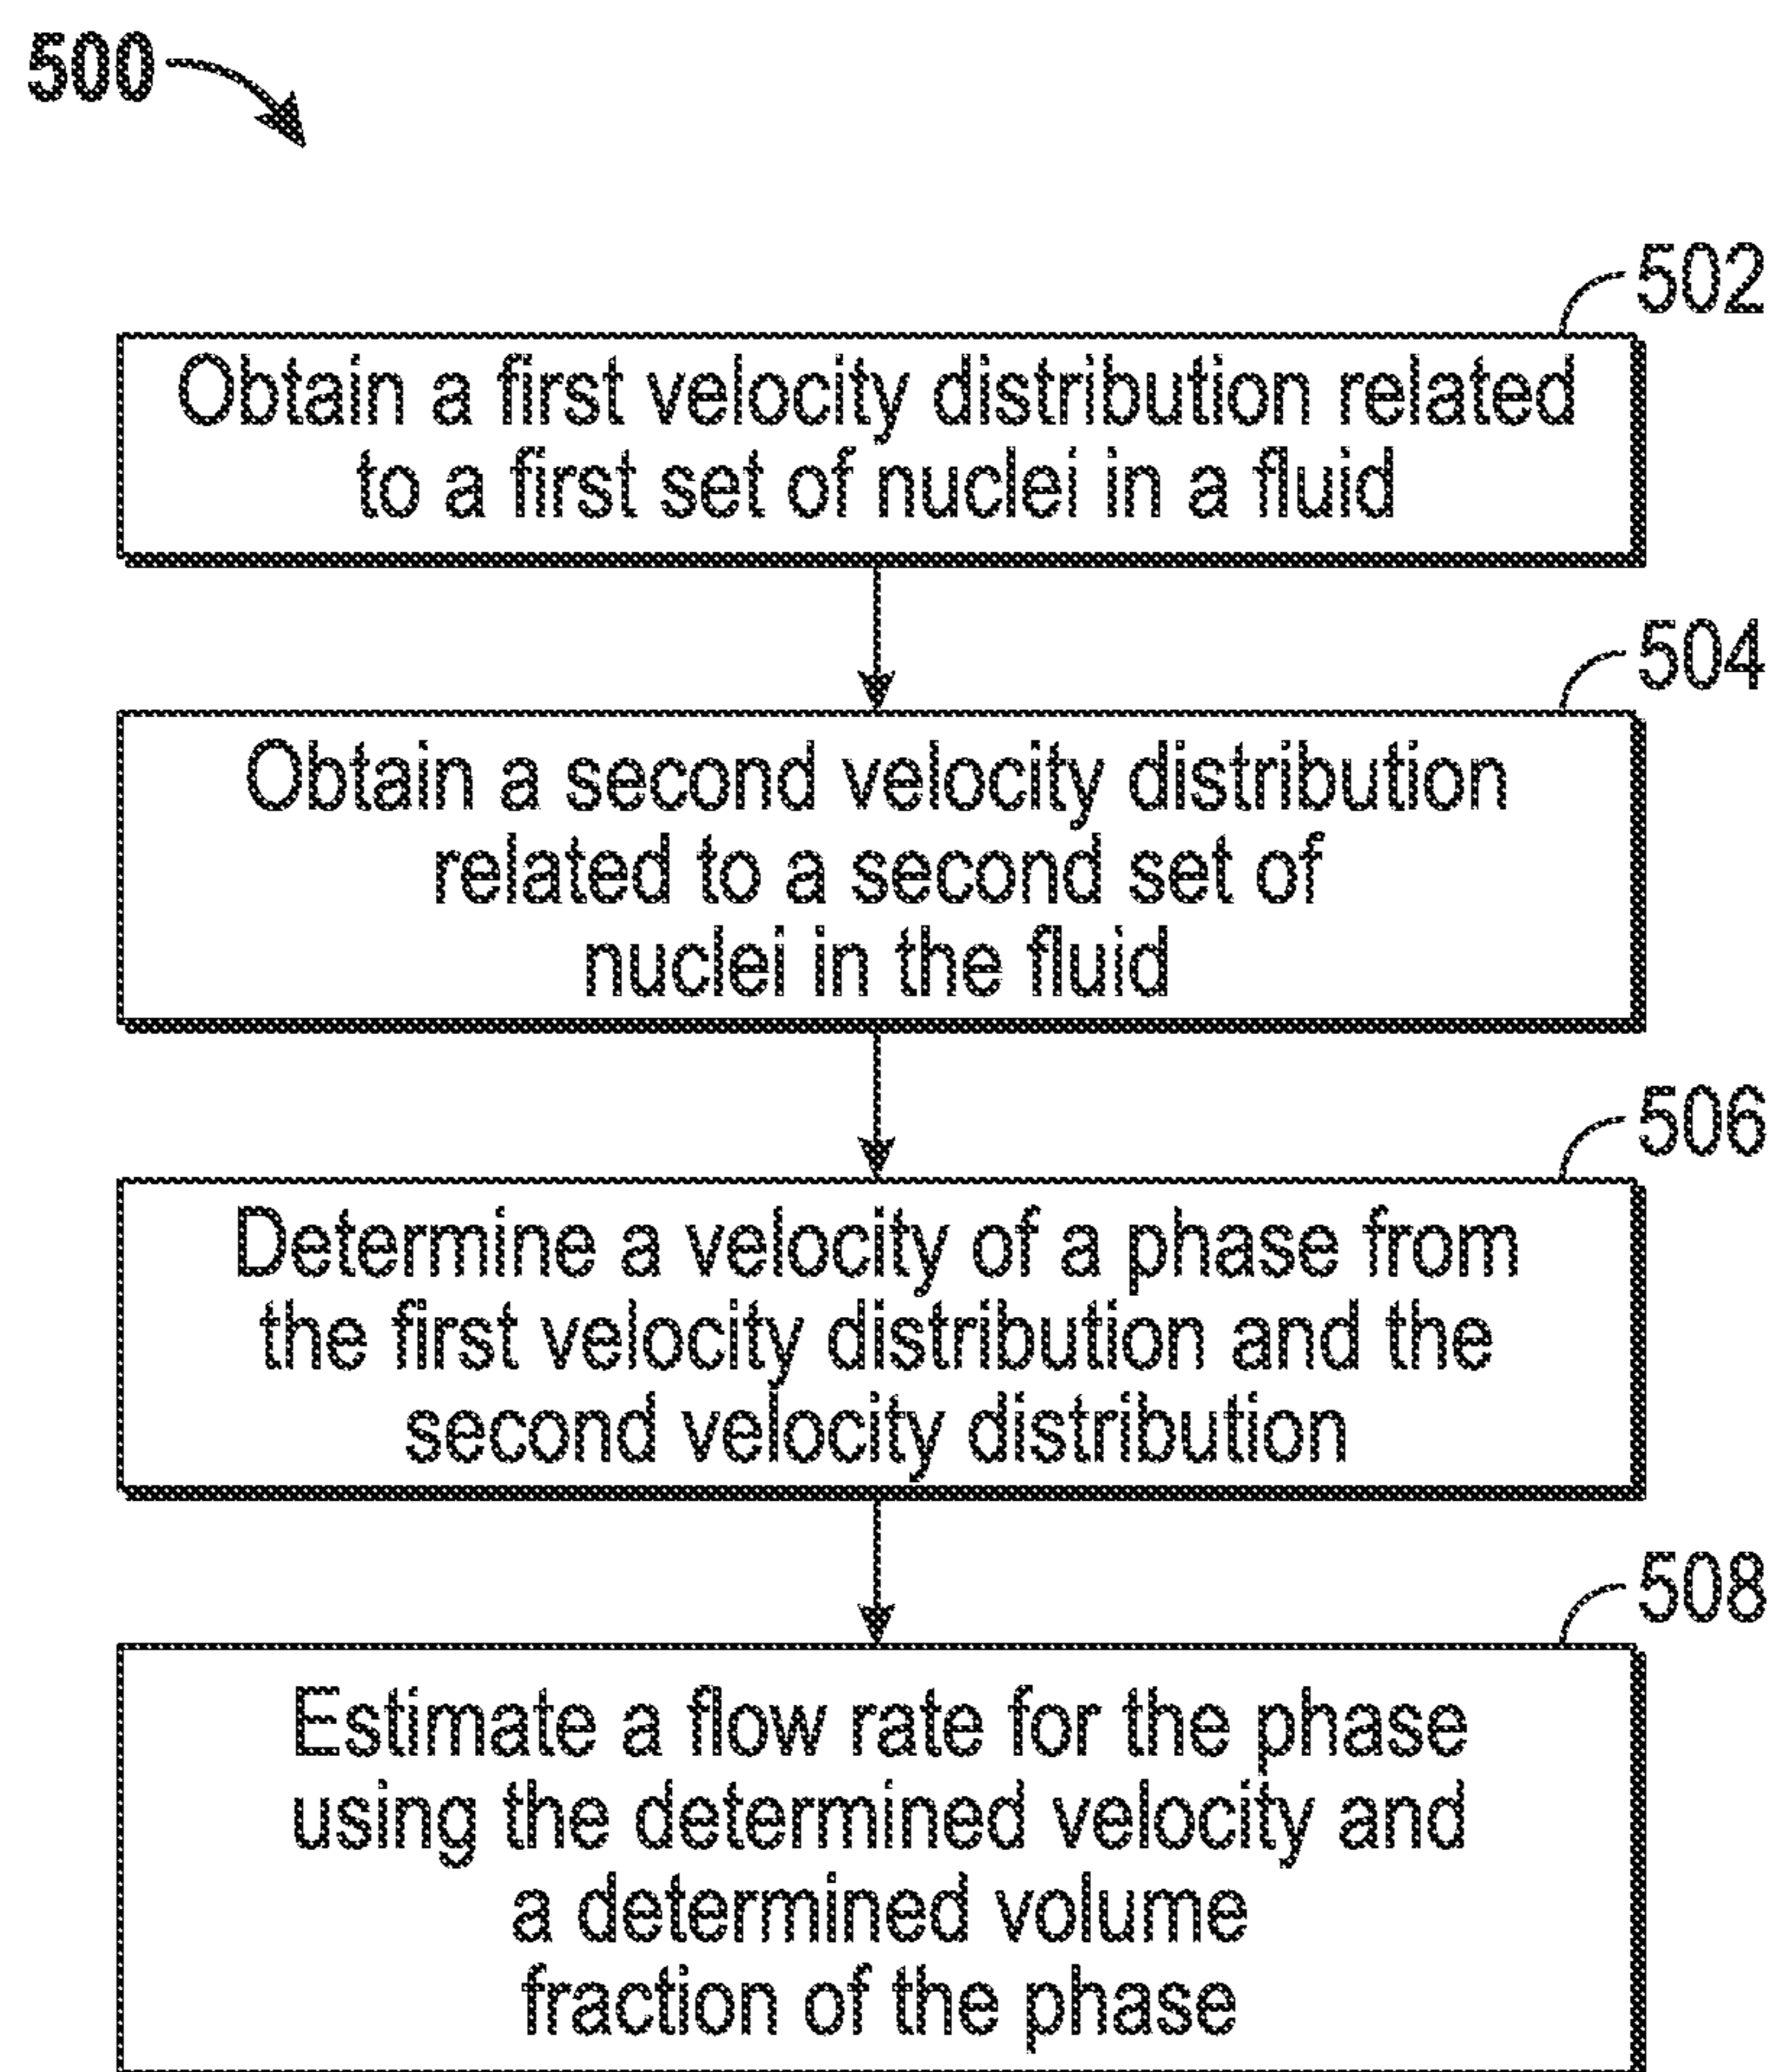 500
502
Obtain a first velocity distribution related
to a first set of nuclei in a fluid
504
Obtain a second velocity distribution
related to a second set of
nuclei in the fluid
506
Determine a velocity of a phase from
the first velocity distribution and the
second velocity distribution
508
Estimate a flow rate for the phase
using the determined velocity and
a determined volume
fraction of the phase